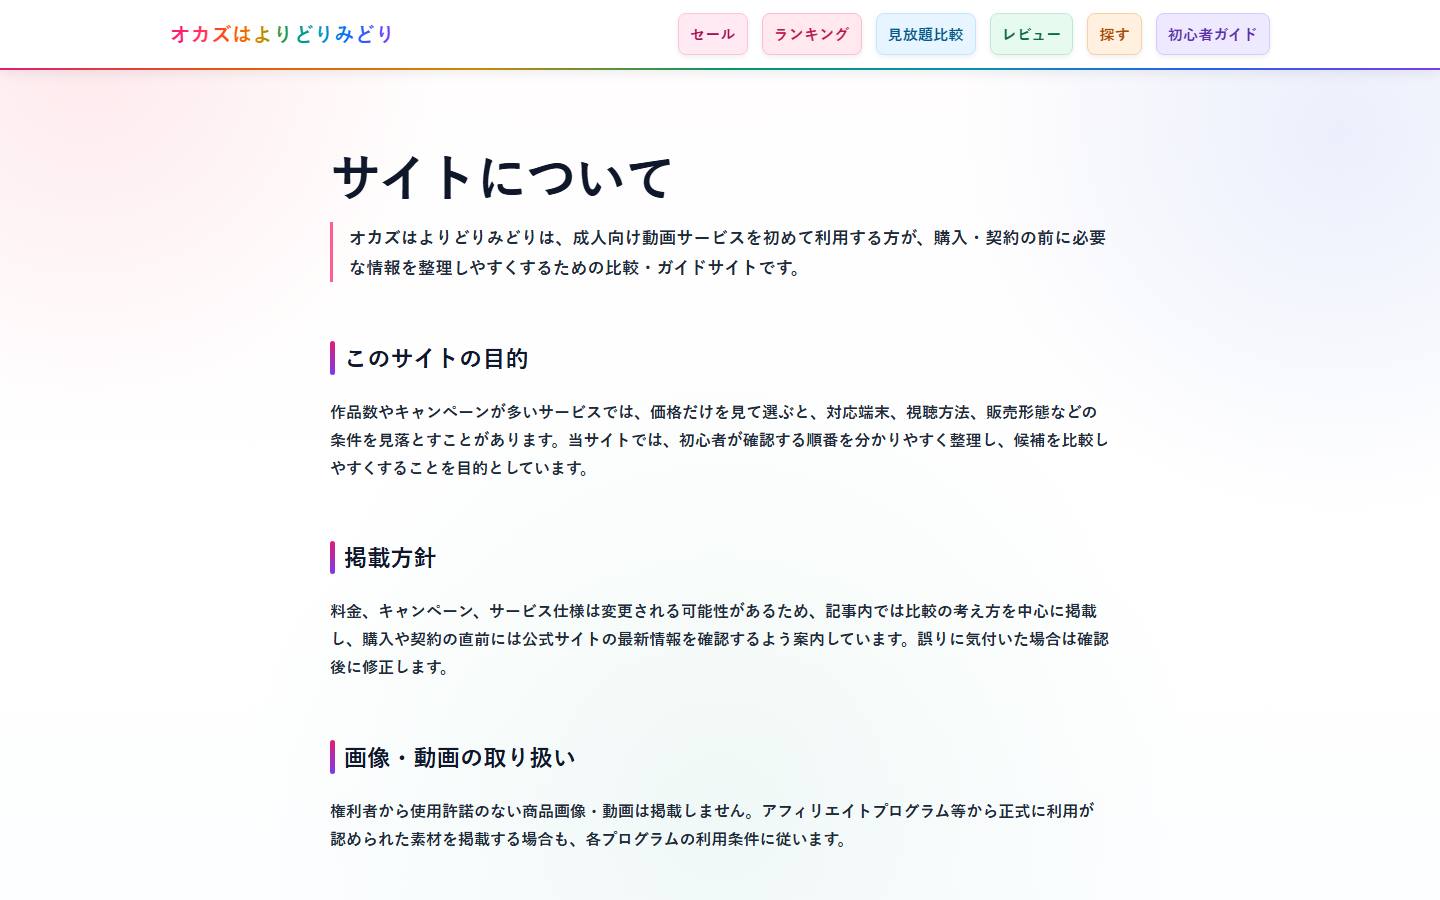 オカズはよりどりみどり
セール
ランキング
見放題比較
レビュー
探す
初心者ガイド
サイトについて
オカズはよりどりみどりは、成人向け動画サービスを初めて利用する方が、購入・契約の前に必要
な情報を整理しやすくするための比較・ガイドサイトです。
このサイトの目的
作品数やキャンペーンが多いサービスでは、価格だけを見て選ぶと、対応端末、視聴方法、販売形態などの
条件を見落とすことがあります。当サイトでは、初心者が確認する順番を分かりやすく整理し、候補を比較し
やすくすることを目的としています。
掲載方針
料金、キャンペーン、サービス仕様は変更される可能性があるため、記事内では比較の考え方を中心に掲載
し、購入や契約の直前には公式サイトの最新情報を確認するよう案内しています。誤りに気付いた場合は確認
後に修正します。
画像・動画の取り扱い
権利者から使用許諾のない商品画像・動画は掲載しません。アフィリエイトプログラム等から正式に利用が
認められた素材を掲載する場合も、各プログラムの利用条件に従います。